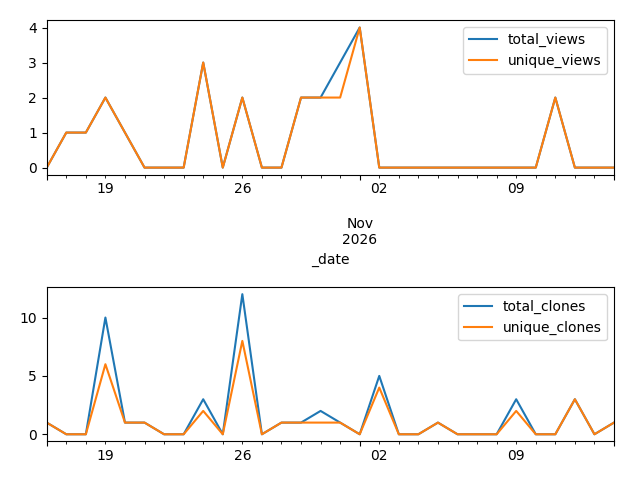 4
3
2
1
0
total_views
unique_views
19 26 02 09
Nov
2026
_date
10
5
0
total_clones
unique_clones
19 26 02 09